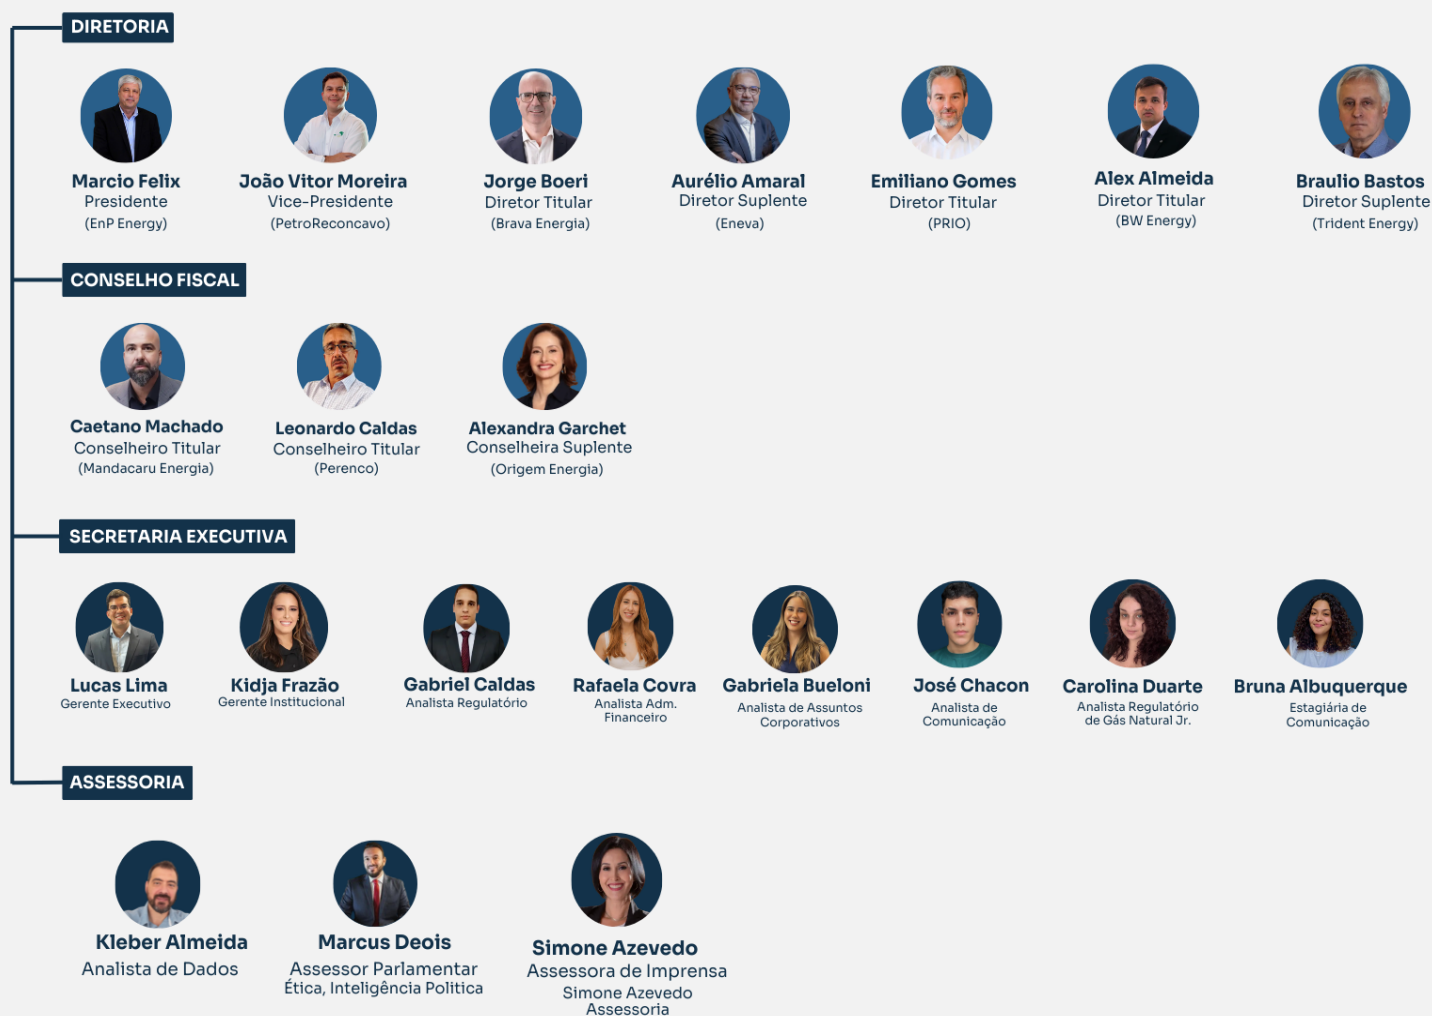 DIRETORIA
Marcio Felix
Presidente
(EnP Energy)
João Vitor Moreira
Vice-Presidente
(PetroReconcavo)
Jorge Boeri
Diretor Titular
(Brava Energia)
Aurélio Amaral
Diretor Suplente
(Eneva)
Emiliano Gomes
Diretor Titular
(PRIO)
Alex Almeida
Diretor Titular
(BW Energy)
Braulio Bastos
Diretor Suplente
(Trident Energy)
CONSELHO FISCAL
Caetano Machado
Conselheiro Titular
(Mandacaru Energia)
Leonardo Caldas
Conselheiro Titular
(Perenco)
Alexandra Garchet
Conselheira Suplente
(Origem Energia)
SECRETARIA EXECUTIVA
Lucas Lima
Gerente Executivo
Kidja Frazão
Gerente Institucional
Gabriel Caldas
Analista Regulatório
Rafaela Covra
Analista Adm.
Financeiro
Gabriela Bueloni
Analista de Assuntos
Corporativos
José Chacon
Analista de
Comunicação
Carolina Duarte
Analista Regulatório
de Gás Natural Jr.
Bruna Albuquerque
Estagiária de
Comunicação
ASSESSORIA
Kleber Almeida
Analista de Dados
Marcus Deois
Assessor Parlamentar
Ética, Inteligência Politica
Simone Azevedo
Assessora de Imprensa
Simone Azevedo
Assessoria